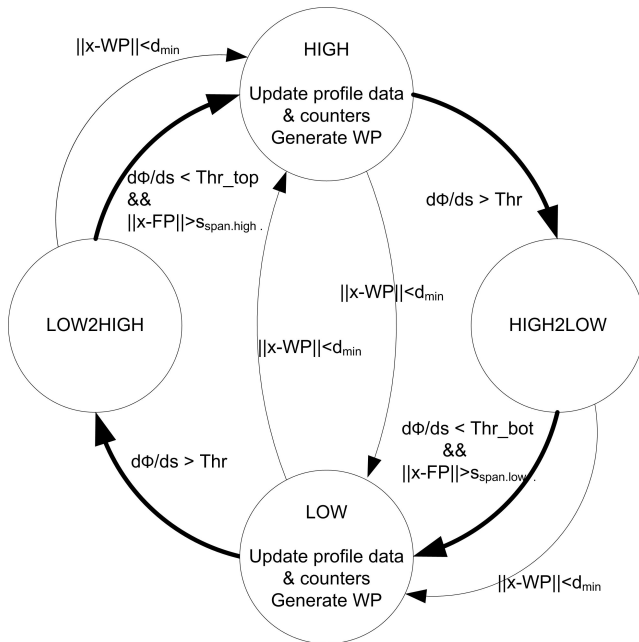 ||x-WP||<dmin
HIGH
Update profile data
& counters
Generate WP
dΦ/ds < Thr_top
&&
||x-FP||>sspan.high .
dΦ/ds > Thr
||x-WP||<dmin
LOW2HIGH
HIGH2LOW
||x-WP||<dmin
dΦ/ds < Thr_bot
&&
||x-FP||>sspan.low .
dΦ/ds > Thr
LOW
Update profile data
& counters
Generate WP
||x-WP||<dmin